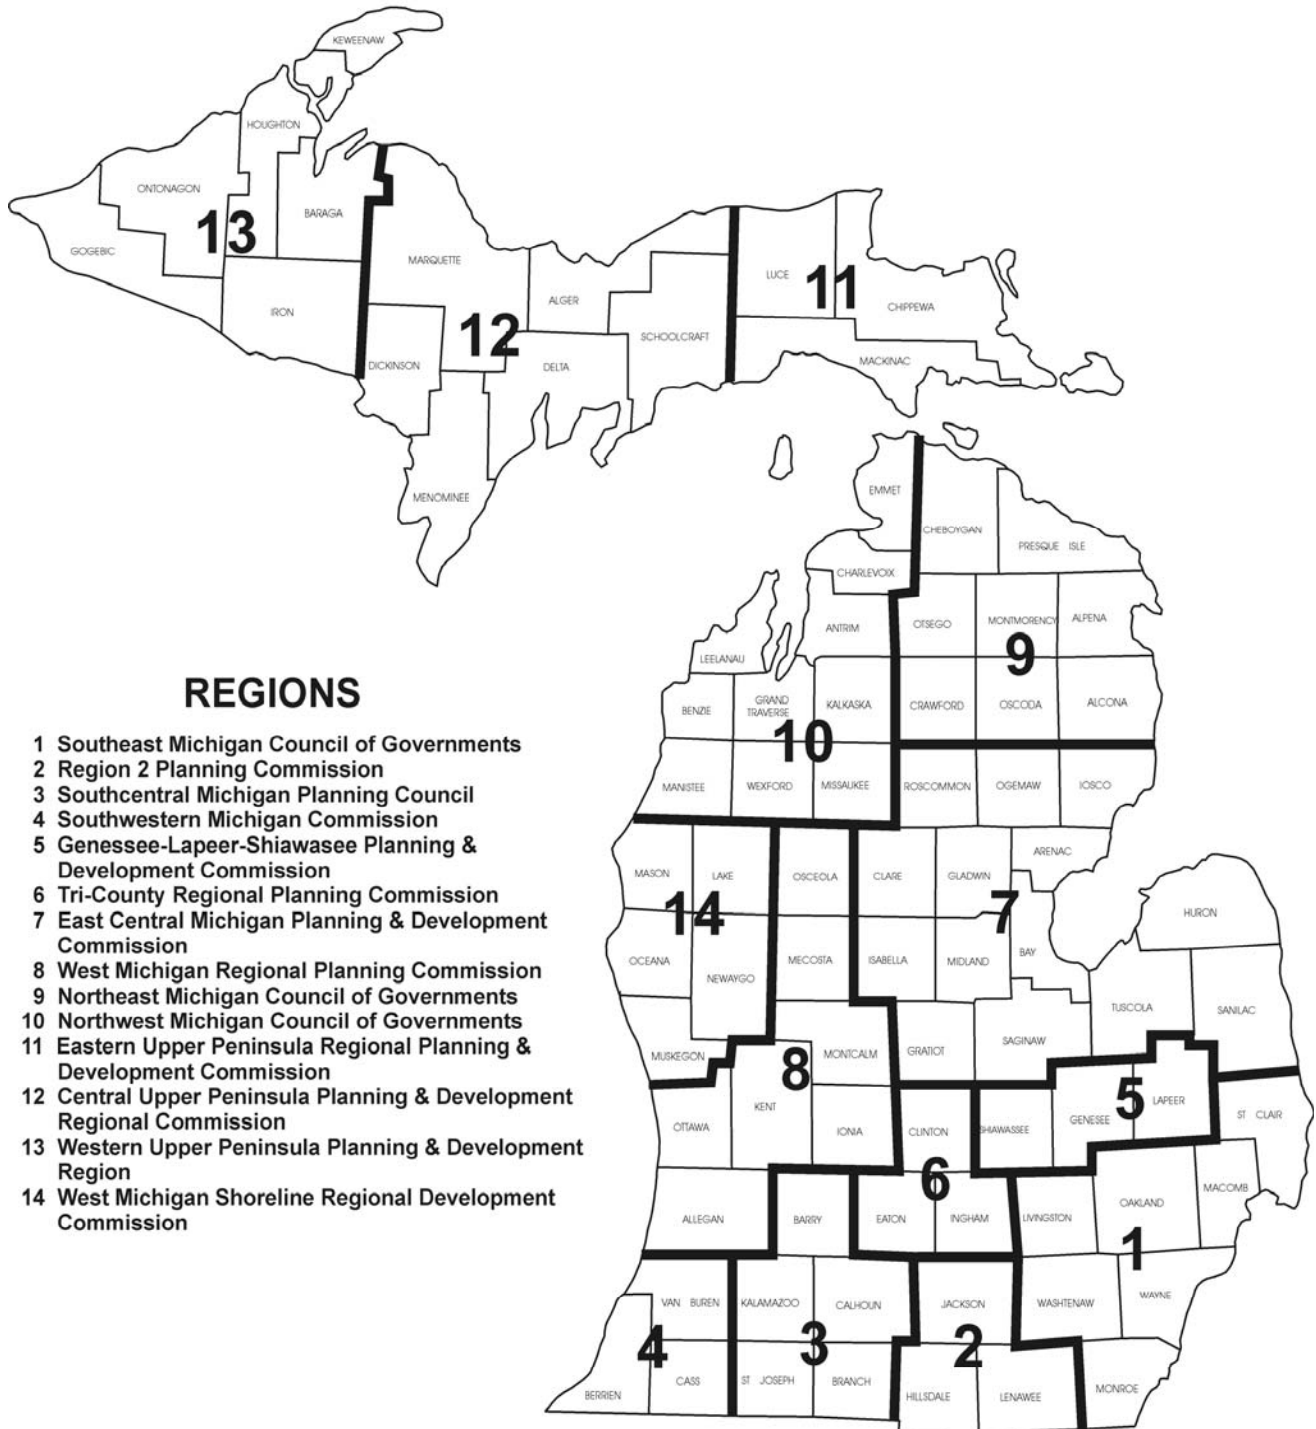 KEWEENAW
HOUGHTON
ONTONAGON
BARAGA
13
GOGEBIC
MARQUETTE
LUCE
11
ALGER
CHIPPEWA
IRON
12
SCHOOLCRAFT
DICKINSON
DELTA
MACKINAC
MENOMINEE
EMMET
CHEBOYGAN
PRESQUE ISLE
CHARLEVOIX
ANTRIM
OTSEGO
MONTMORENCY
ALPENA
9
LEELANAU
BENZIE
GRAND
TRAVERSE
KALKASKA
CRAWFORD
OSCODA
ALCONA
10
MANISTEE
WEXFORD
MISSAUKEE
ROSCOMMON
OGEMAW
IOSCO
ARENAC
MASON
LAKE
OSCEOLA
CLARE
GLADWIN
14
7
HURON
OCEANA
NEWAYGO
MECOSTA
ISABELLA
MIDLAND
BAY
TUSCOLA
SANILAC
MUSKEGON
8
MONTCALM
GRATIOT
SAGINAW
KENT
5
LAPEER
OTTAWA
IONIA
CLINTON
SHIAWASSEE
GENESEE
ST CLAIR
6
ALLEGAN
BARRY
EATON
INGHAM
LIVINGSTON
OAKLAND
MACOMB
1
VAN BUREN
KALAMAZOO
CALHOUN
JACKSON
WASHTENAW
WAYNE
4
3
2
BERRIEN
CASS
ST JOSEPH
BRANCH
HILLSDALE
LENAWEE
MONROE
REGIONS
1 Southeast Michigan Council of Governments
2 Region 2 Planning Commission
3 Southcentral Michigan Planning Council
4 Southwestern Michigan Commission
5 Genessee-Lapeer-Shiawasee Planning &
Development Commission
6 Tri-County Regional Planning Commission
7 East Central Michigan Planning & Development
Commission
8 West Michigan Regional Planning Commission
9 Northeast Michigan Council of Governments
10 Northwest Michigan Council of Governments
11 Eastern Upper Peninsula Regional Planning &
Development Commission
12 Central Upper Peninsula Planning & Development
Regional Commission
13 Western Upper Peninsula Planning & Development
Region
14 West Michigan Shoreline Regional Development
Commission